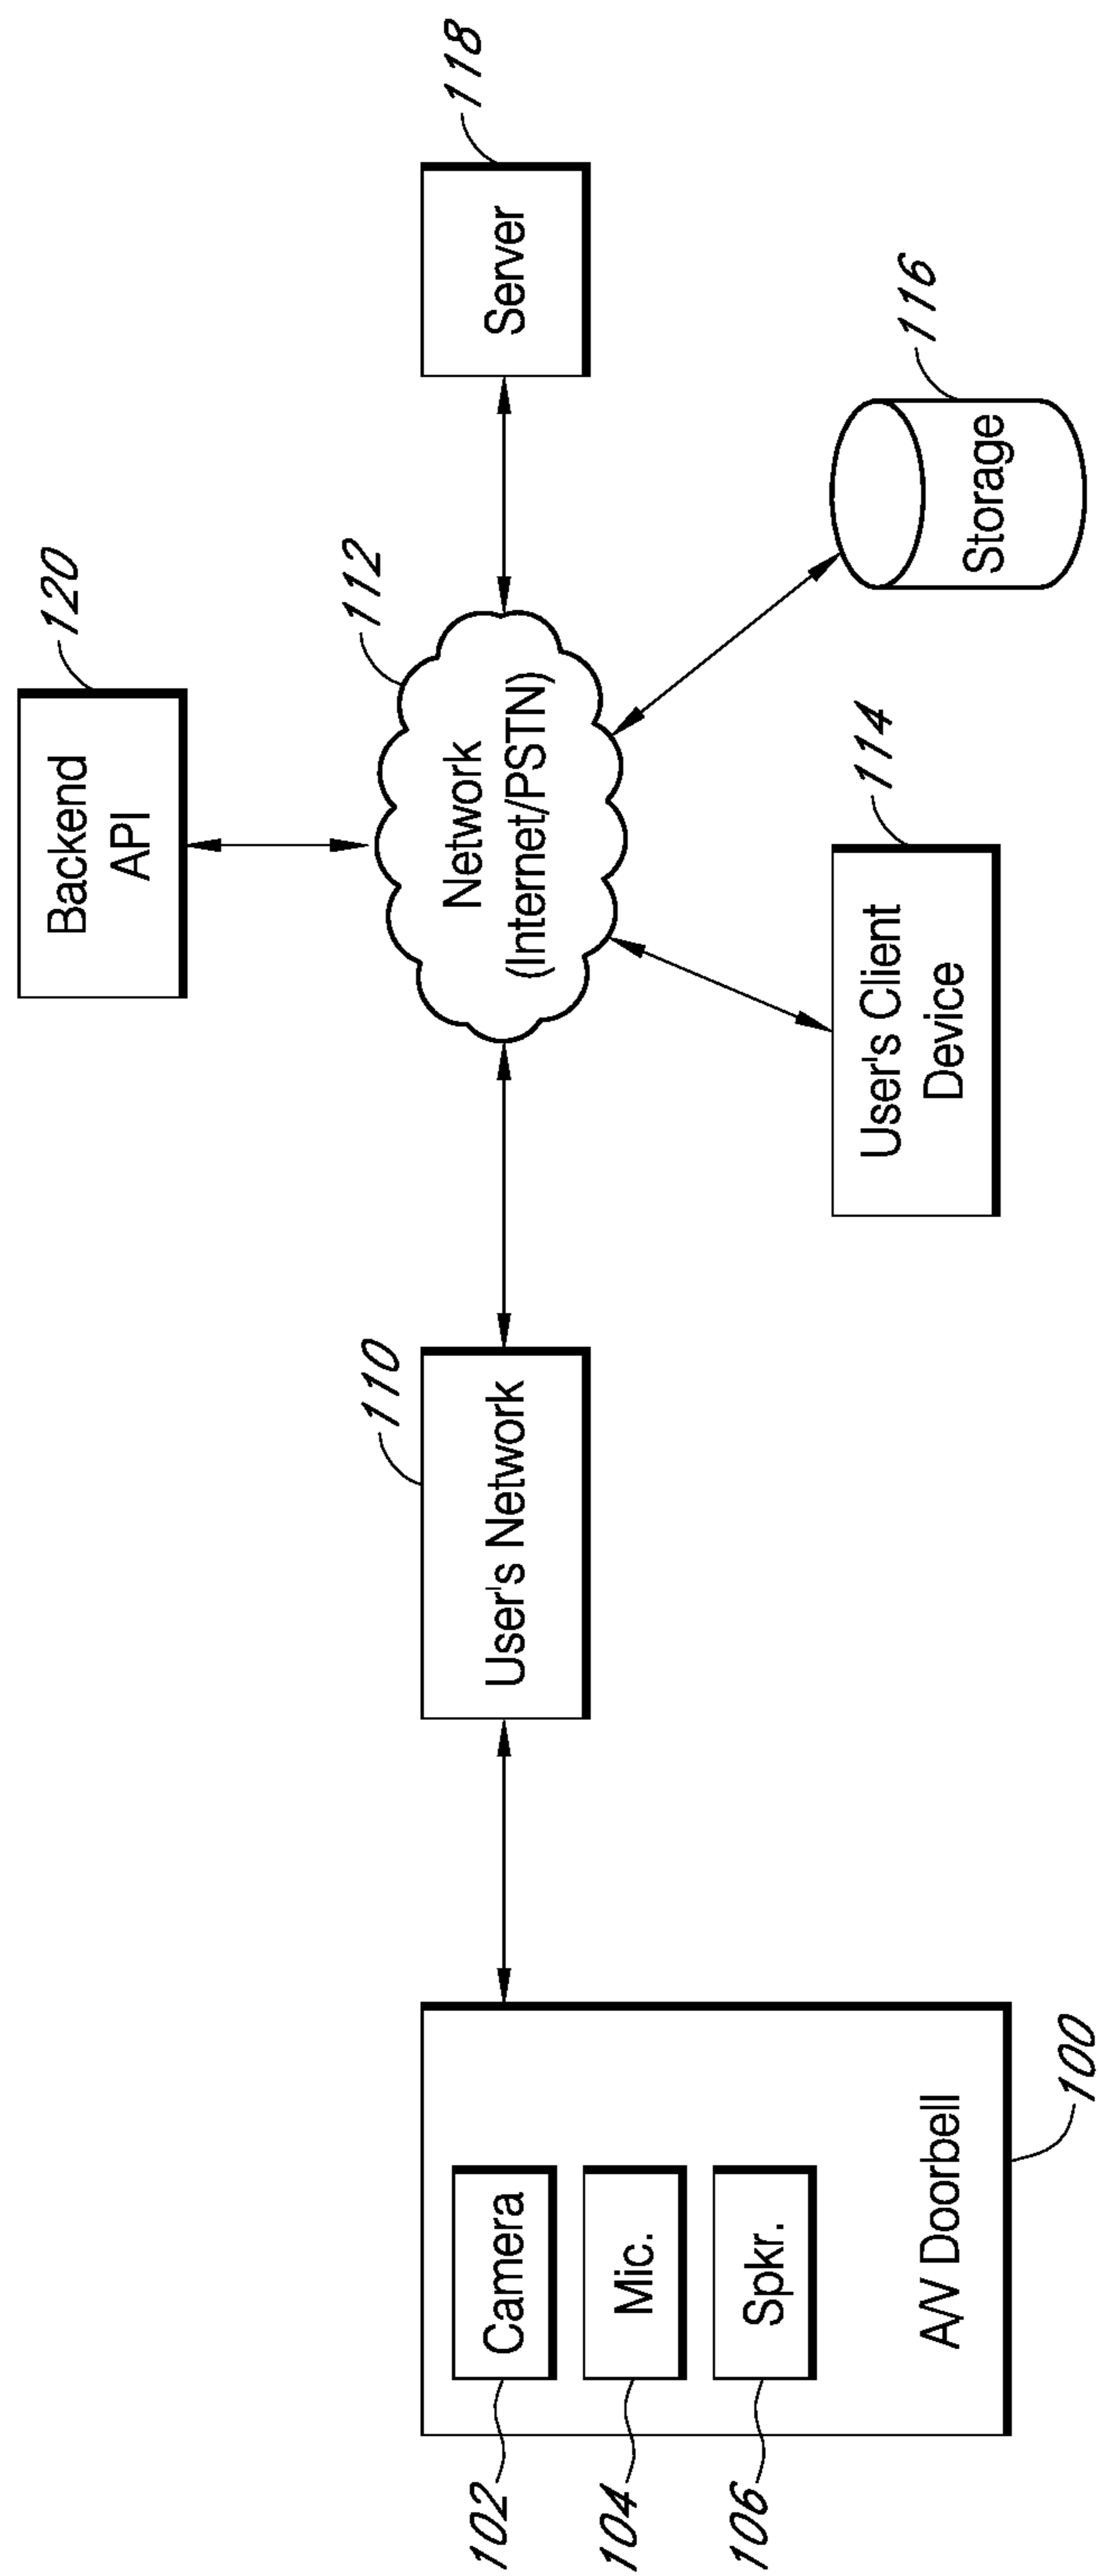 120
Backend
API
112
118
Network
(Internet/PSTN)
Server
110
User's Network
102
Camera
104
Mic.
106
Spkr.
A/V Doorbell
100
114
User's Client
Device
116
Storage